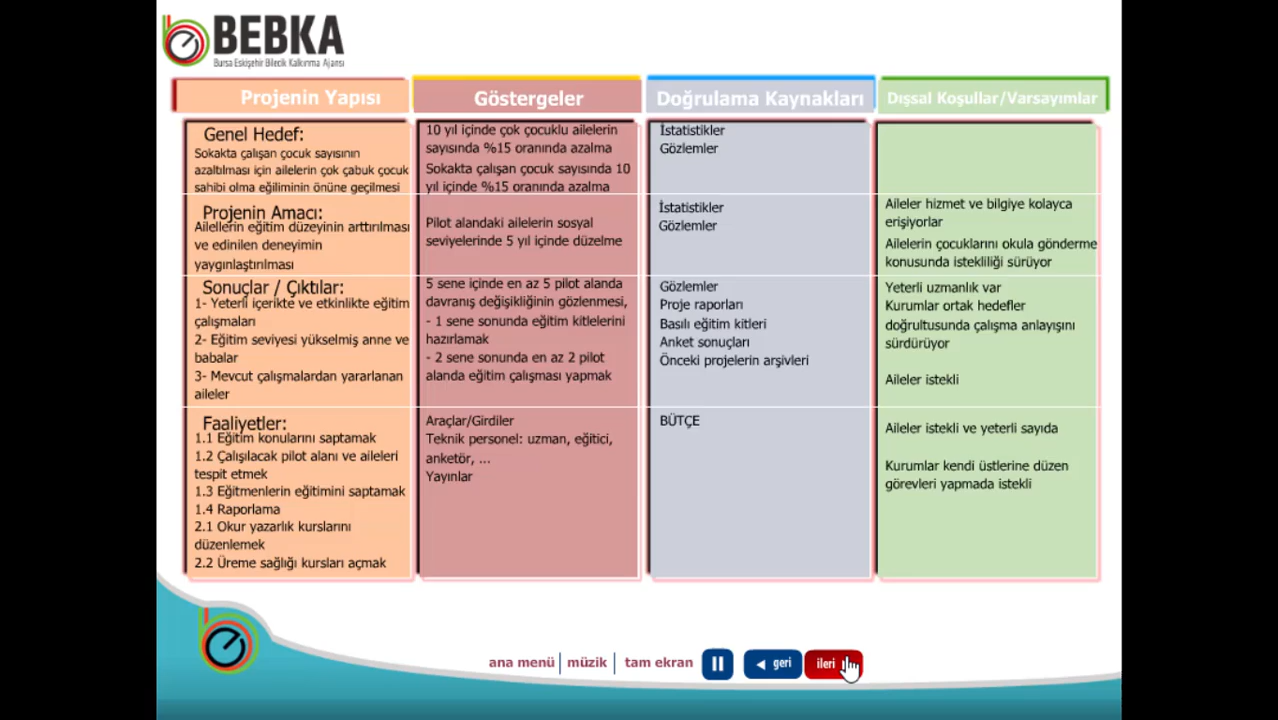 BEBKA
Bursa Eskişehir Bilecik Kalkınma Ajansı
Projenin Yapısı
Göstergeler
Doğrulama Kaynakları
Dışsal Koşullar/Varsayımlar
Genel Hedef:
Sokakta çalışan çocuk sayısının
azaltılması için ailelerin çok çabuk çocuk
sahibi olma eğiliminin önüne geçilmesi
10 yıl içinde çok çocuklu ailelerin
sayısında %15 oranında azalma
Sokakta çalışan çocuk sayısında 10
yıl içinde %15 oranında azalma
İstatistikler
Gözlemler
Projenin Amacı:
Ailellerin eğitim düzeyinin arttırılması
ve edinilen deneyimin
yaygınlaştırılması
Pilot alandaki ailelerin sosyal
seviyelerinde 5 yıl içinde düzelme
İstatistikler
Gözlemler
Aileler hizmet ve bilgiye kolayca
erişiyorlar
Ailelerin çocuklarını okula gönderme
konusunda istekliliği sürüyor
Sonuçlar / Çıktılar:
1- Yeterli içerikte ve etkinlikte eğitim
çalışmaları
2- Eğitim seviyesi yükselmiş anne ve
babalar
3- Mevcut çalışmalardan yararlanan
aileler
5 sene içinde en az 5 pilot alanda
davranış değişikliğinin gözlenmesi,
- 1 sene sonunda eğitim kitlelerini
hazırlamak
- 2 sene sonunda en az 2 pilot
alanda eğitim çalışması yapmak
Gözlemler
Proje raporları
Basılı eğitim kitleri
Anket sonuçları
Önceki projelerin arşivleri
Yeterli uzmanlık var
Kurumlar ortak hedefler
doğrultusunda çalışma anlayışını
sürdürüyor
Aileler istekli
Faaliyetler:
1.1 Eğitim konularını saptamak
1.2 Çalışılacak pilot alanı ve aileleri
tespit etmek
1.3 Eğitmenlerin eğitimini saptamak
1.4 Raporlama
2.1 Okur yazarlık kurslarını
düzenlemek
2.2 Üreme sağlığı kursları açmak
Araçlar/Girdiler
Teknik personel: uzman, eğitici,
anketör, ...
Yayınlar
BÜTÇE
Aileler istekli ve yeterli sayıda
Kurumlar kendi üstlerine düzen
görevleri yapmada istekli
ana menü | müzik | tam ekran
geri
ileri